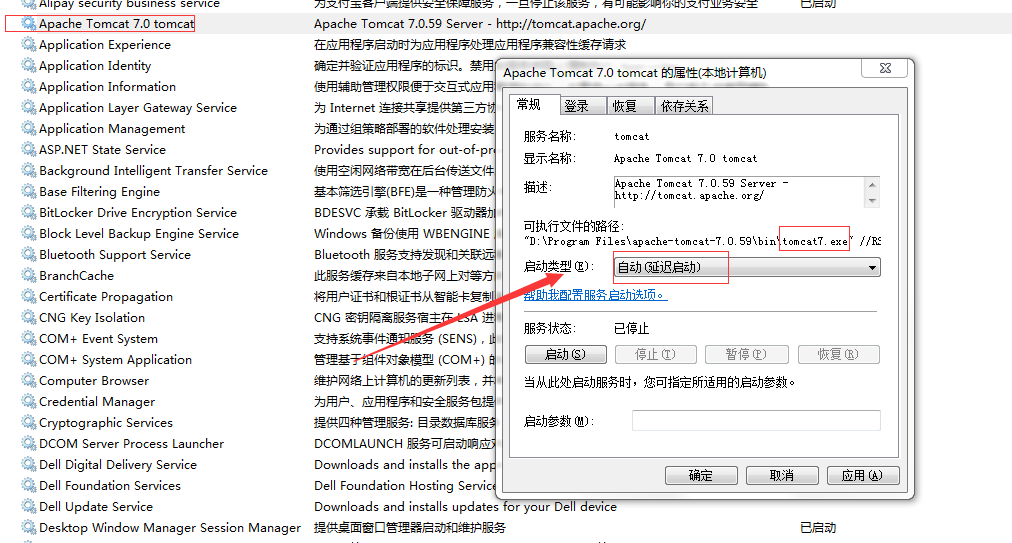 Alipay security business service 为支付宝客户端提供安全保障服务，一旦停止该服务，有可能影响你的支付业务安全 已启动
Apache Tomcat 7.0 tomcat Apache Tomcat 7.0.59 Server - http://tomcat.apache.org/
Application Experience 在应用程序启动时为应用程序处理应用程序兼容性缓存请求
Application Identity 确定并验证应用程序的标识。禁用
Application Information 使用辅助管理权限便于交互式应用
Application Layer Gateway Service 为 Internet 连接共享提供第三方协
Application Management 为通过组策略部署的软件处理安装
ASP.NET State Service Provides support for out-of-pr
Background Intelligent Transfer Service 使用空闲网络带宽在后台传送文件
Base Filtering Engine 基本筛选引擎(BFE)是一种管理防火
BitLocker Drive Encryption Service BDESVC 承载 BitLocker 驱动器加
Block Level Backup Engine Service Windows 备份使用 WBENGINE
Bluetooth Support Service Bluetooth 服务支持发现和关联远
BranchCache 此服务缓存来自本地子网上对等方
Certificate Propagation 将用户证书和根证书从智能卡复制
CNG Key Isolation CNG 密钥隔离服务宿主在 LSA 进
COM+ Event System 支持系统事件通知服务 (SENS)，此
COM+ System Application 管理基于组件对象模型 (COM+) 的
Computer Browser 维护网络上计算机的更新列表，并
Credential Manager 为用户、应用程序和安全服务包提
Cryptographic Services 提供四种管理服务: 目录数据库服务
DCOM Server Process Launcher DCOMLAUNCH 服务可启动响应对
Dell Digital Delivery Service Downloads and installs the app
Dell Foundation Services Dell Foundation Hosting Service
Dell Update Service Downloads and installs updates for your Dell device
Desktop Window Manager Session Manager 提供桌面窗口管理器启动和维护服务 已启动
Apache Tomcat 7.0 tomcat 的属性(本地计算机)
常规 登录 恢复 依存关系
服务名称: tomcat
显示名称: Apache Tomcat 7.0 tomcat
描述: Apache Tomcat 7.0.59 Server -
http://tomcat.apache.org/
可执行文件的路径:
"D:\Program Files\apache-tomcat-7.0.59\bin\tomcat7.exe" //RS
启动类型(E): 自动(延迟启动)
帮助我配置服务启动选项。
服务状态: 已停止
启动(S) 停止(T) 暂停(P) 恢复(R)
当从此处启动服务时，您可指定所适用的启动参数。
启动参数(M):
确定 取消 应用(A)